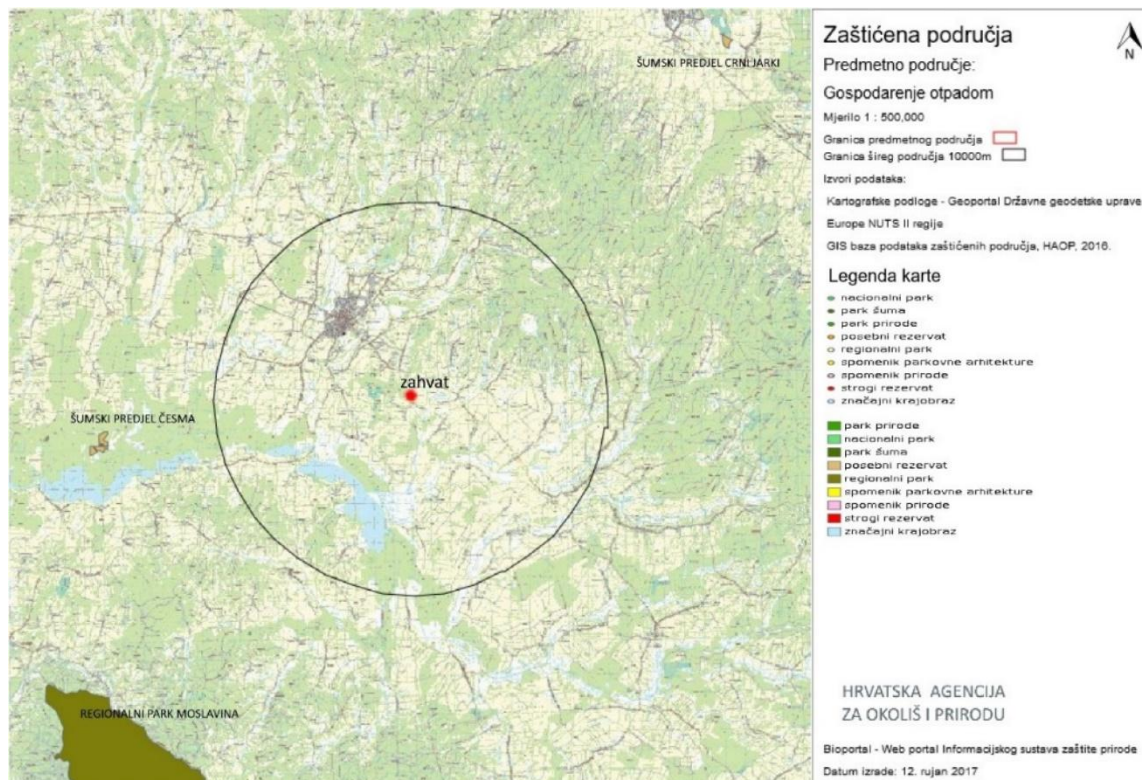 ŠUMSKI PREDJEL CRNI JARKI
zahvat
ŠUMSKI PREDJEL ČESMA
REGIONALNI PARK MOSLAVINA
Zaštićena područja
N
Predmetno područje:
Gospodarenje otpadom
Mjerilo 1 : 500,000
Granica predmetnog područja
Granica šireg područja 10000m
Izvori podataka:
Kartografske podloge - Geoportal Državne geodetske uprave
Europe NUTS II regije
GIS baza podataka zaštićenih područja, HAOP, 2016.
Legenda karte
nacionalni park
park šuma
park prirode
posebni rezervat
regionalni park
spomenik parkovne arhitekture
spomenik prirode
strogi rezervat
značajni krajobraz
park prirode
nacionalni park
park šuma
posebni rezervat
regionalni park
spomenik parkovne arhitekture
spomenik prirode
strogi rezervat
značajni krajobraz
HRVATSKA AGENCIJA
ZA OKOLIŠ I PRIRODU
Bioportal - Web portal Informacijskog sustava zaštite prirode
Datum izrade: 12. rujan 2017